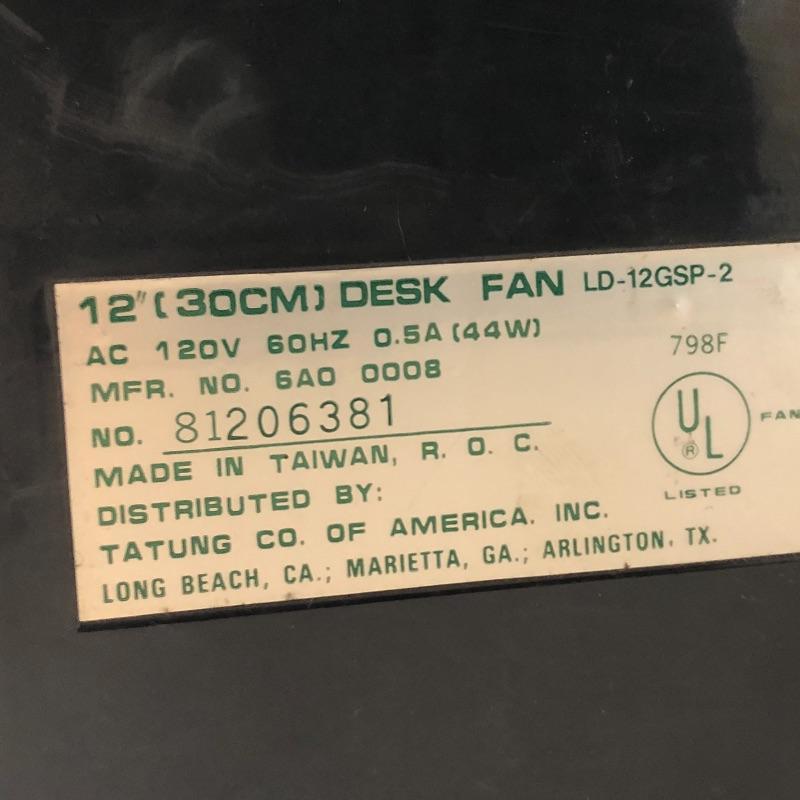 12" (30CM) DESK FAN LD-12GSP-2
AC 120V 60HZ 0.5A (44W)
798F
MFR. NO. 6A0 0008
NO. 81206381
UL ® FAN
MADE IN TAIWAN, R. O. C.
LISTED
DISTRIBUTED BY:
TATUNG CO. OF AMERICA. INC.
LONG BEACH, CA.; MARIETTA, GA.; ARLINGTON, TX.